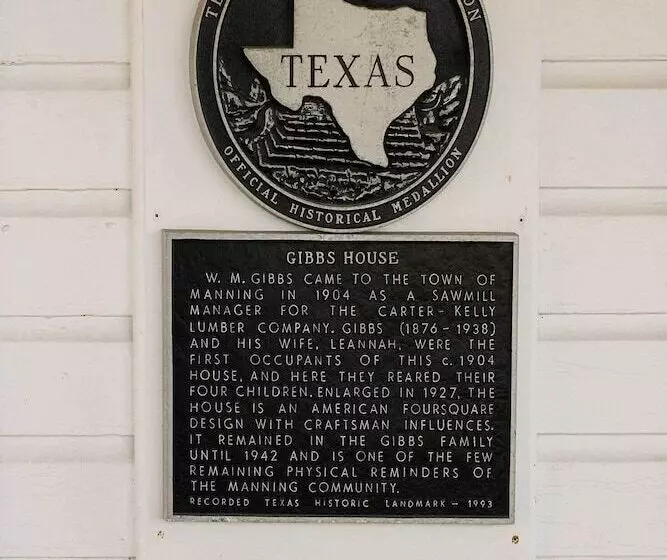 TEXAS
OFFICIAL HISTORICAL MEDALLION
GIBBS HOUSE
W. M. GIBBS CAME TO THE TOWN OF
MANNING IN 1904 AS A SAWMILL
MANAGER FOR THE CARTER-KELLY
LUMBER COMPANY. GIBBS (1876-1938)
AND HIS WIFE, LEANNAH, WERE THE
FIRST OCCUPANTS OF THIS c. 1904
HOUSE, AND HERE THEY REARED THEIR
FOUR CHILDREN. ENLARGED IN 1927, THE
HOUSE IS AN AMERICAN FOURSQUARE
DESIGN WITH CRAFTSMAN INFLUENCES.
IT REMAINED IN THE GIBBS FAMILY
UNTIL 1942 AND IS ONE OF THE FEW
REMAINING PHYSICAL REMINDERS OF
THE MANNING COMMUNITY.
RECORDED TEXAS HISTORIC LANDMARK - 1993